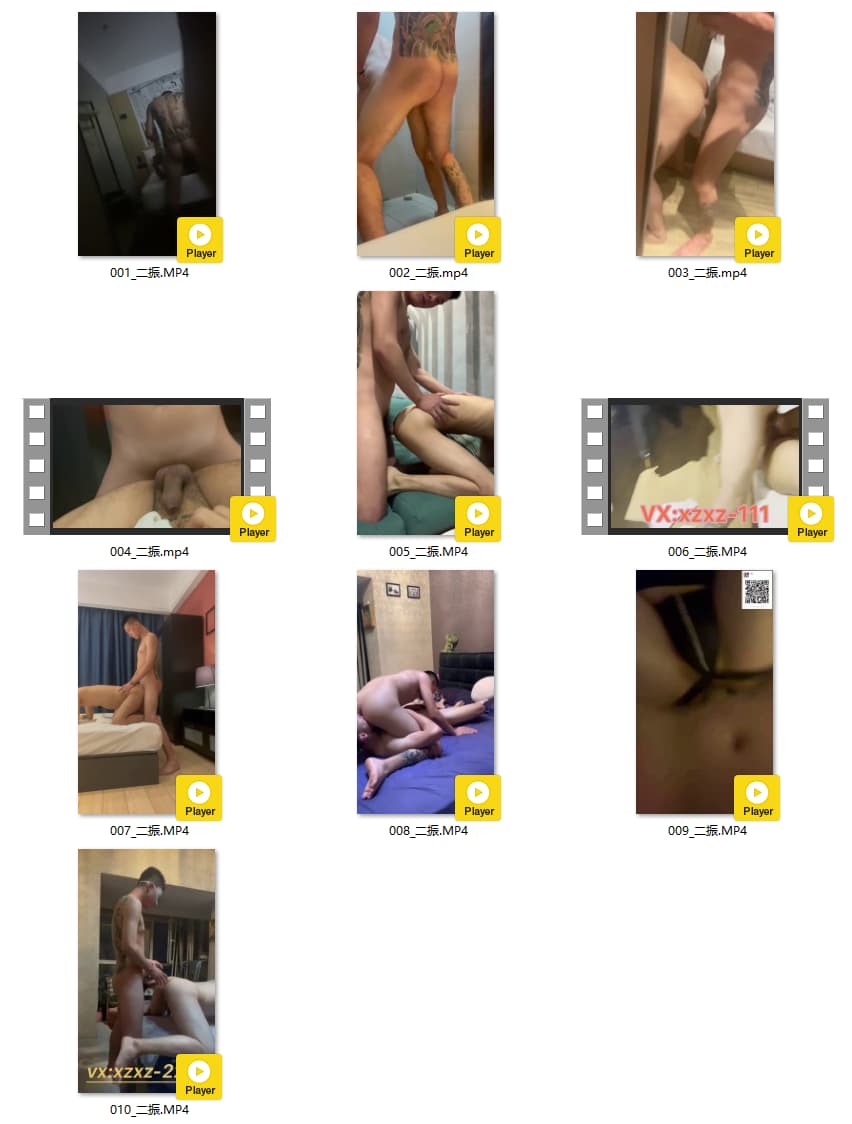 Player
Player
Player
001_二振.MP4
002_二振.mp4
003_二振.mp4
VX:xzxz-111
Player
Player
Player
004_二振.mp4
005_二振.MP4
006_二振.MP4
Player
Player
Player
007_二振.MP4
008_二振.MP4
009_二振.MP4
vx:xzxz-2
Player
010_二振.MP4